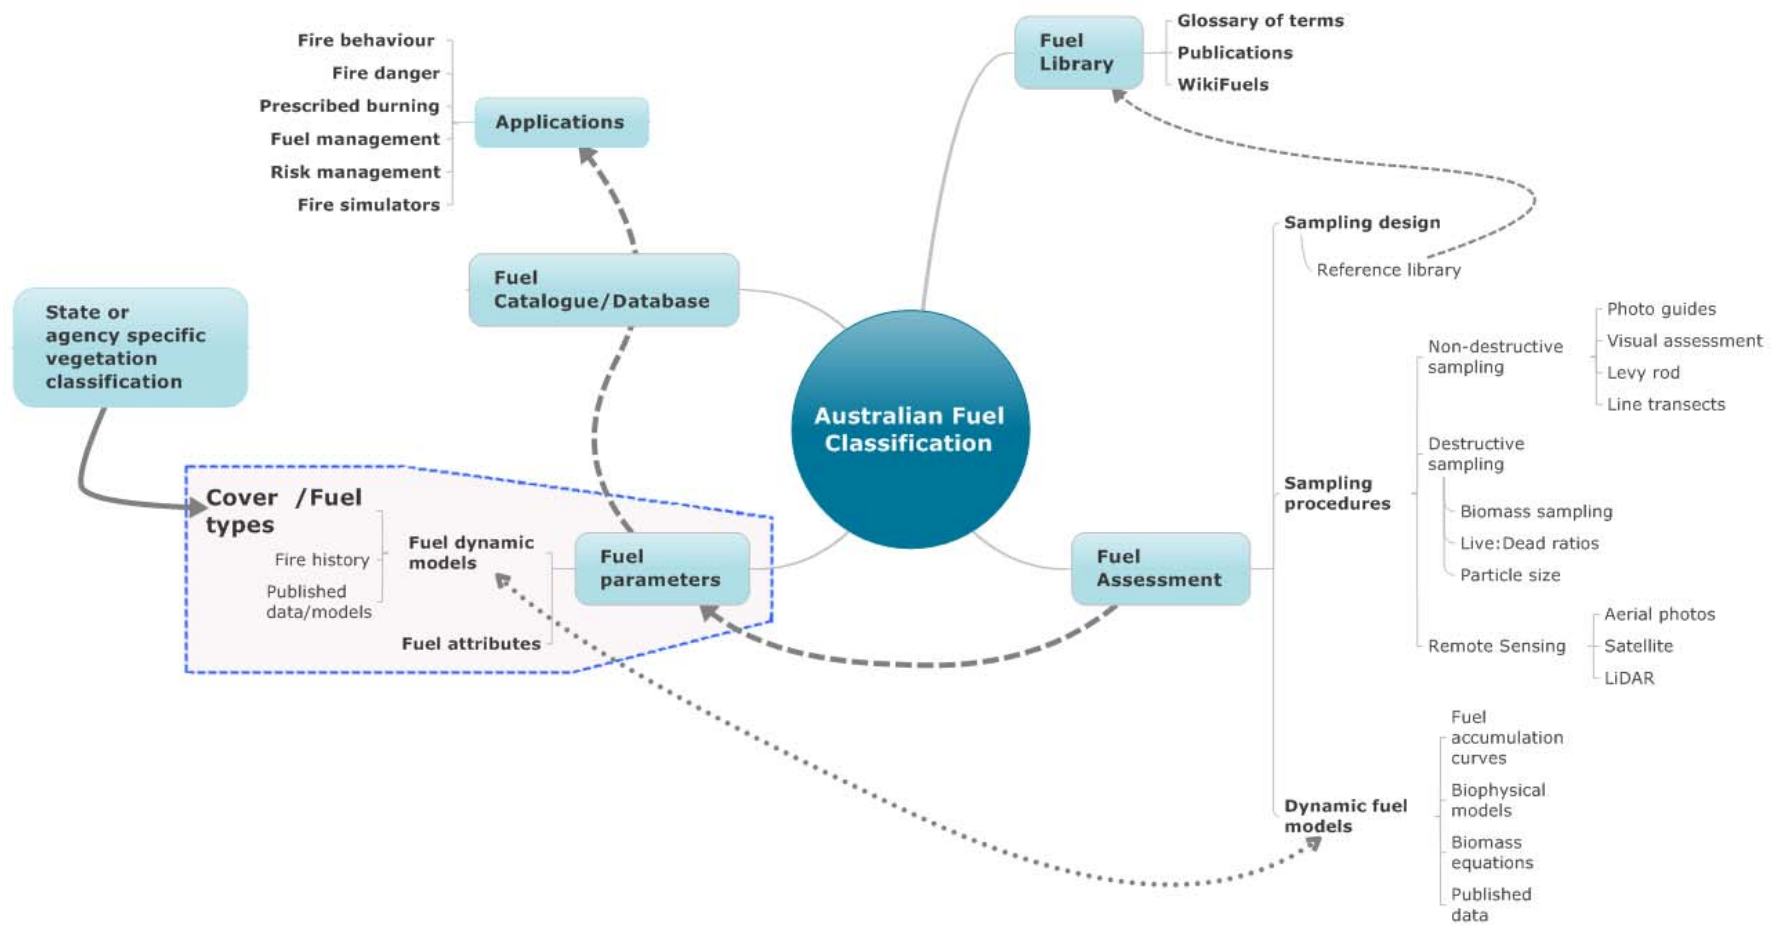 Fire behaviour
Fire danger
Prescribed burning
Fuel management
Risk management
Fire simulators
Applications
Fuel
Library
Glossary of terms
Publications
WikiFuels
Fuel
Catalogue/Database
State or
agency specific
vegetation
classification
Australian Fuel
Classification
Cover /Fuel
types
Fire history
Published
data/models
Fuel dynamic
models
Fuel attributes
Fuel
parameters
Fuel
Assessment
Sampling design
Reference library
Sampling
procedures
Non-destructive
sampling
Photo guides
Visual assessment
Levy rod
Line transects
Destructive
sampling
Biomass sampling
Live:Dead ratios
Particle size
Remote Sensing
Aerial photos
Satellite
LiDAR
Dynamic fuel
models
Fuel
accumulation
curves
Biophysical
models
Biomass
equations
Published
data